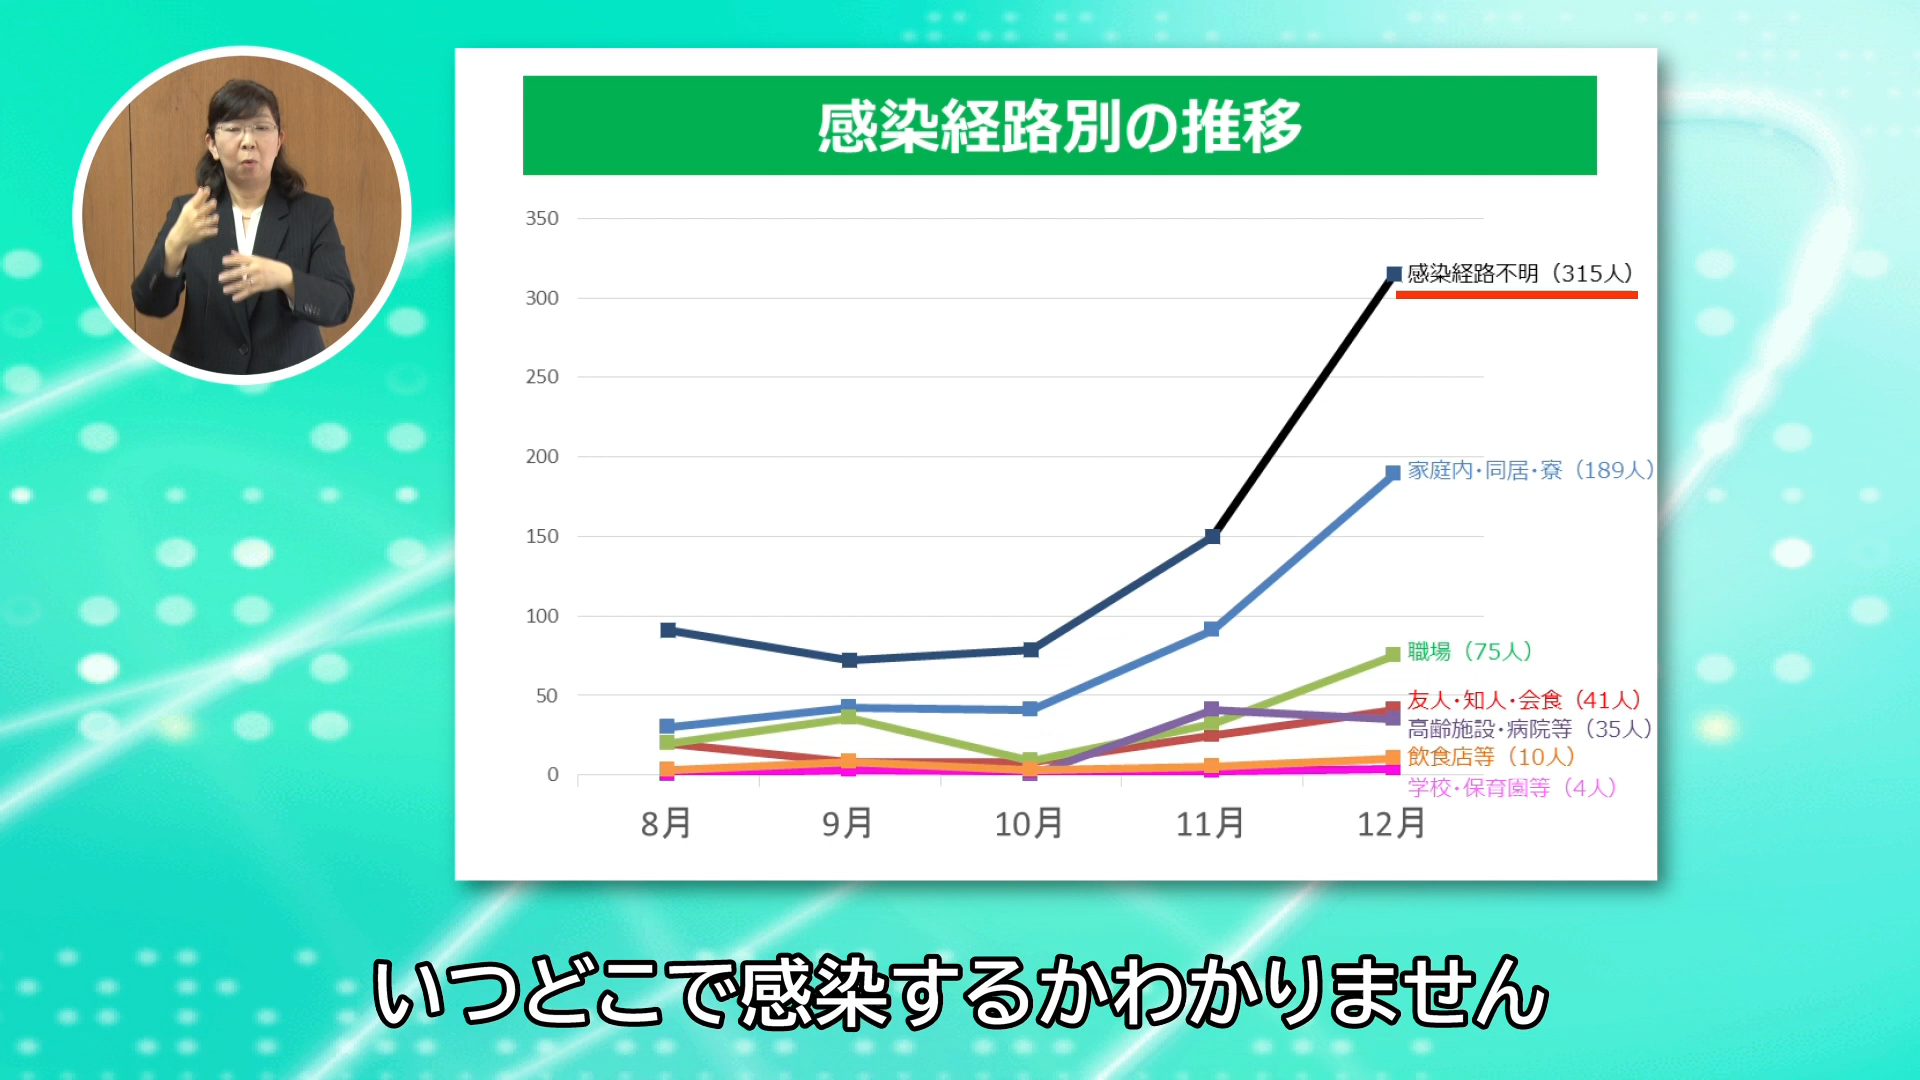 感染経路別の推移
350
300
250
200
150
100
50
0
感染経路不明（315人）
家庭内・同居・寮（189人）
職場（75人）
友人・知人・会食（41人）
高齢施設・病院等（35人）
飲食店等（10人）
学校・保育園等（4人）
8月 9月 10月 11月 12月
いつどこで感染するかわかりません